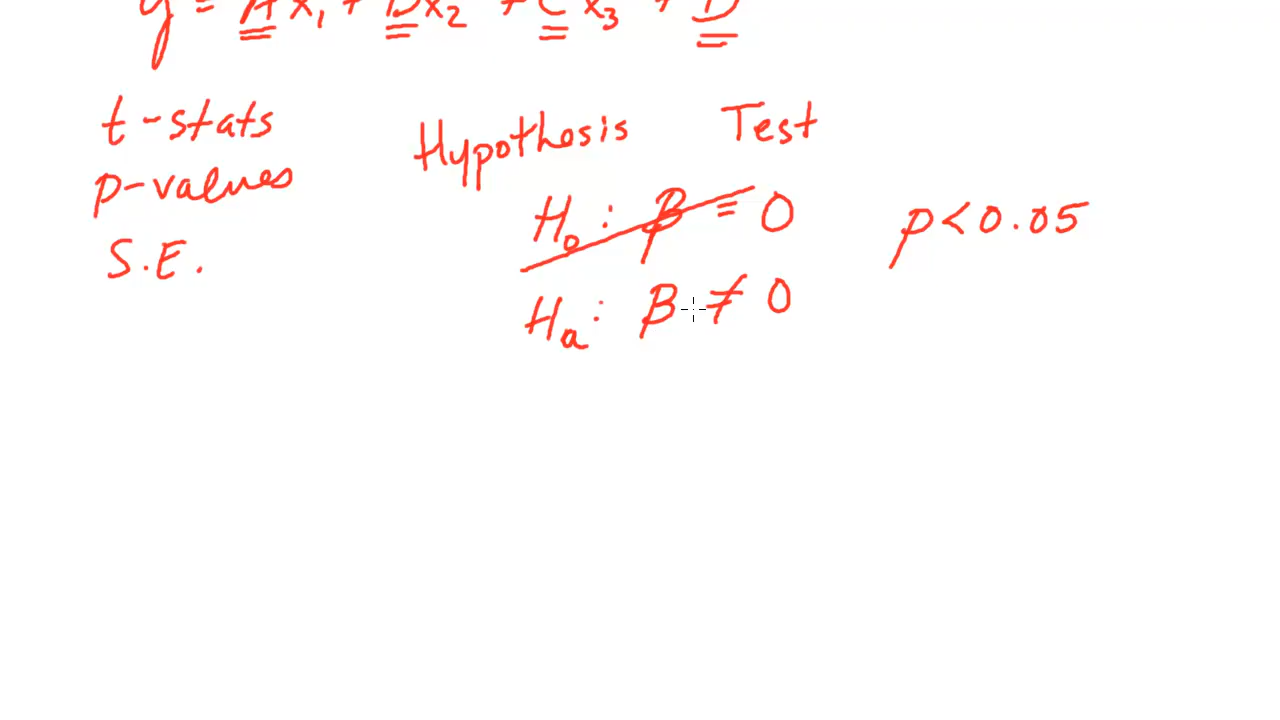 y = Ax₁ + Bx₂ + Cx₃ + D
t-stats
p-values
S.E.
Hypothesis Test
H₀: β = 0
p < 0.05
Hₐ: β ≠ 0